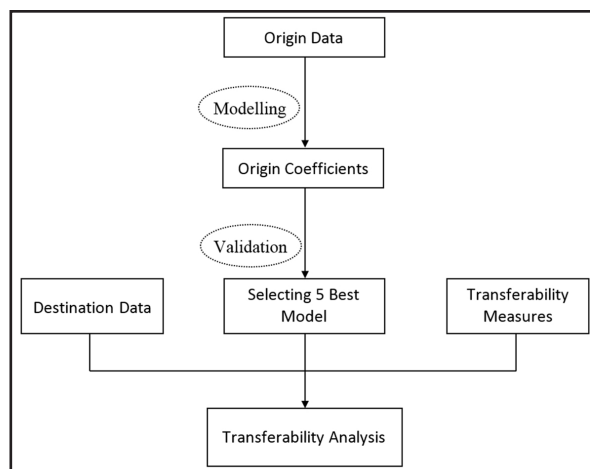 Origin Data
Modelling
Origin Coefficients
Validation
Destination Data
Selecting 5 Best
Model
Transferability
Measures
Transferability Analysis